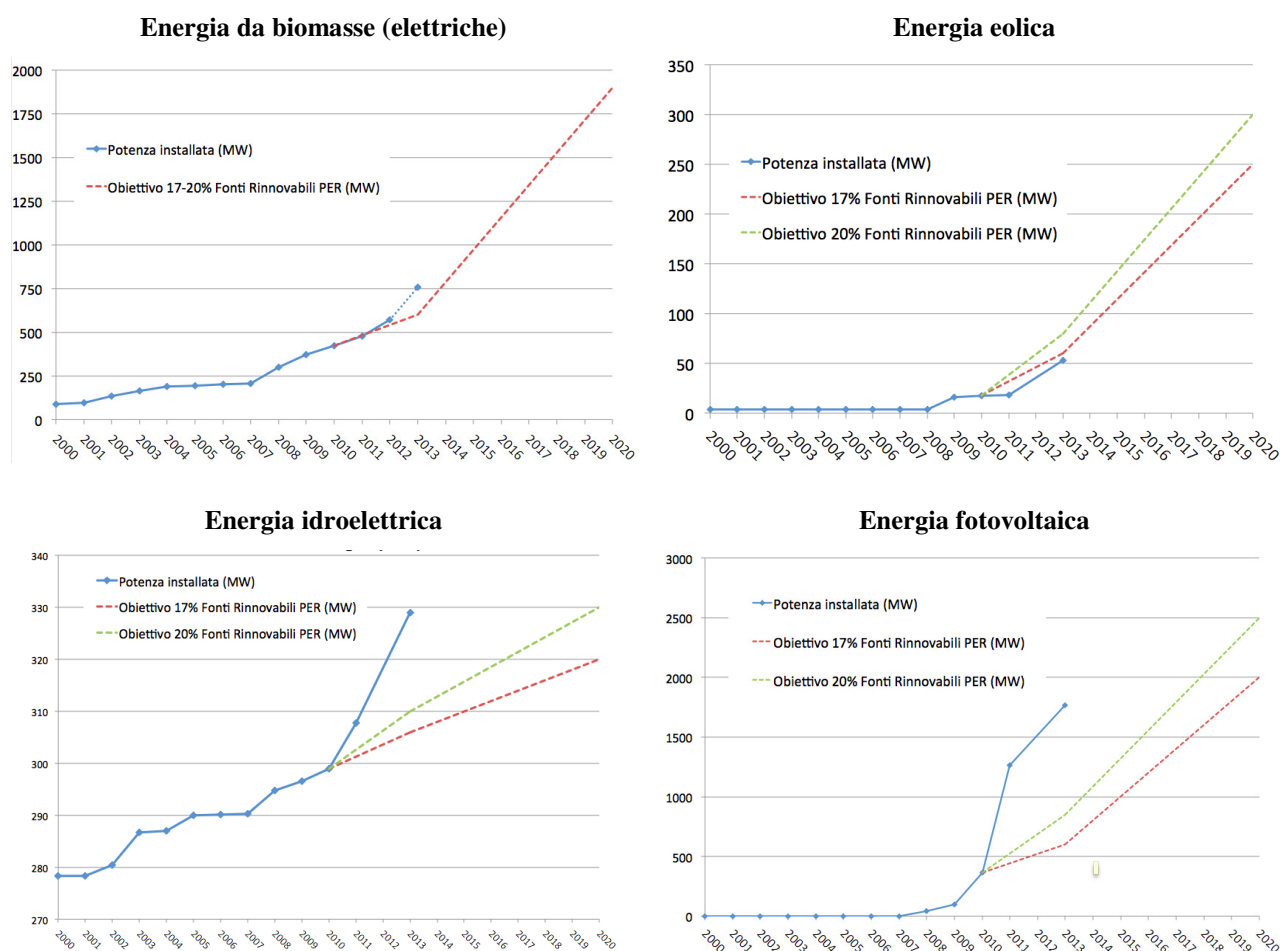 Energia da biomasse (elettriche)
2000
1750
1500
1250
1000
750
500
250
0
Potenza installata (MW)
Obiettivo 17-20% Fonti Rinnovabili PER (MW)
2000 2001 2002 2003 2004 2005 2006 2007 2008 2009 2010 2011 2012 2013 2014 2015 2016 2017 2018 2019 2020
Energia eolica
350
300
250
200
150
100
50
0
Potenza installata (MW)
Obiettivo 17% Fonti Rinnovabili PER (MW)
Obiettivo 20% Fonti Rinnovabili PER (MW)
2000 2001 2002 2003 2004 2005 2006 2007 2008 2009 2010 2011 2012 2013 2014 2015 2016 2017 2018 2019 2020
Energia idroelettrica
340
330
320
310
300
290
280
270
Potenza installata (MW)
Obiettivo 17% Fonti Rinnovabili PER (MW)
Obiettivo 20% Fonti Rinnovabili PER (MW)
2000 2001 2002 2003 2004 2005 2006 2007 2008 2009 2010 2011 2012 2013 2014 2015 2016 2017 2018 2019 2020
Energia fotovoltaica
3000
2500
2000
1500
1000
500
0
Potenza installata (MW)
Obiettivo 17% Fonti Rinnovabili PER (MW)
Obiettivo 20% Fonti Rinnovabili PER (MW)
2000 2001 2002 2003 2004 2005 2006 2007 2008 2009 2010 2011 2012 2013 2014 2015 2016 2017 2018 2019 2020